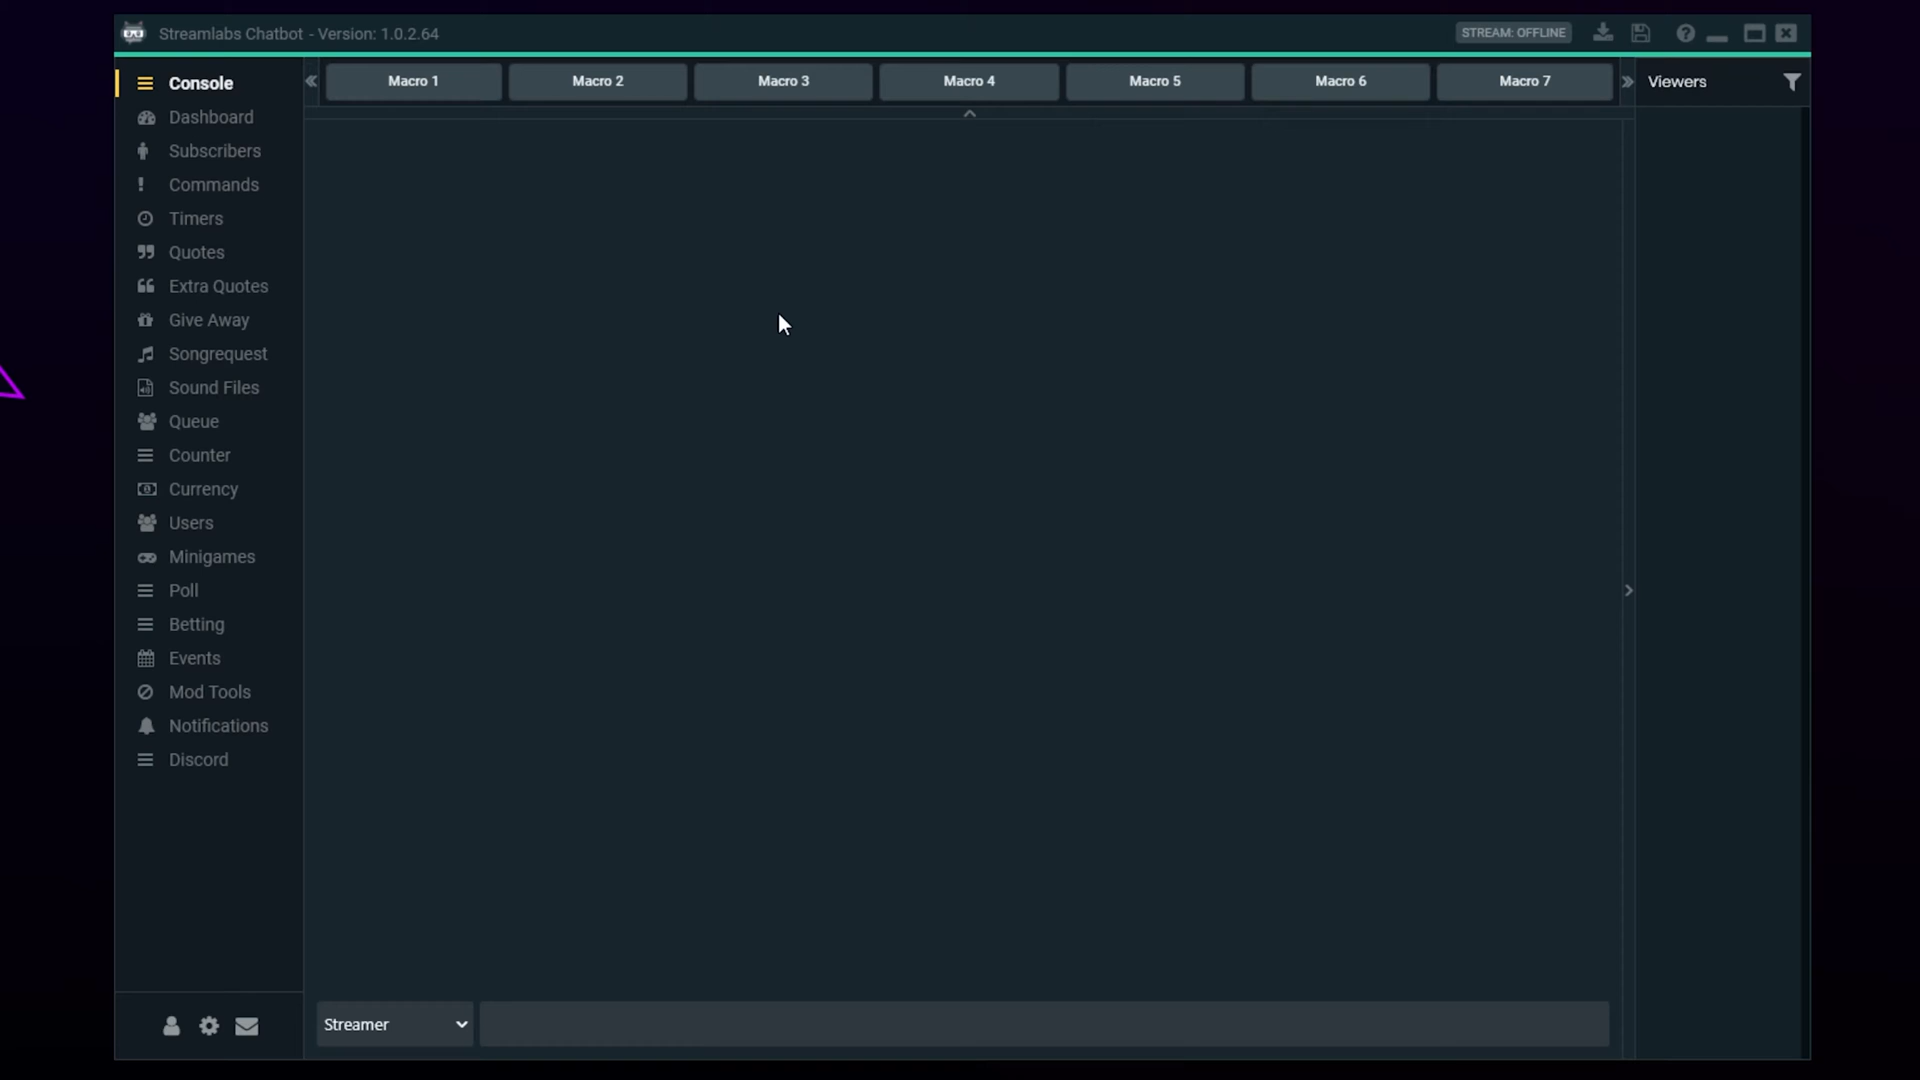 Streamlabs Chatbot - Version: 1.0.2.64
STREAM: OFFLINE
Console
Dashboard
Subscribers
Commands
Timers
Quotes
Extra Quotes
Give Away
Songrequest
Sound Files
Queue
Counter
Currency
Users
Minigames
Poll
Betting
Events
Mod Tools
Notifications
Discord
Macro 1 Macro 2 Macro 3 Macro 4 Macro 5 Macro 6 Macro 7
Viewers
Streamer